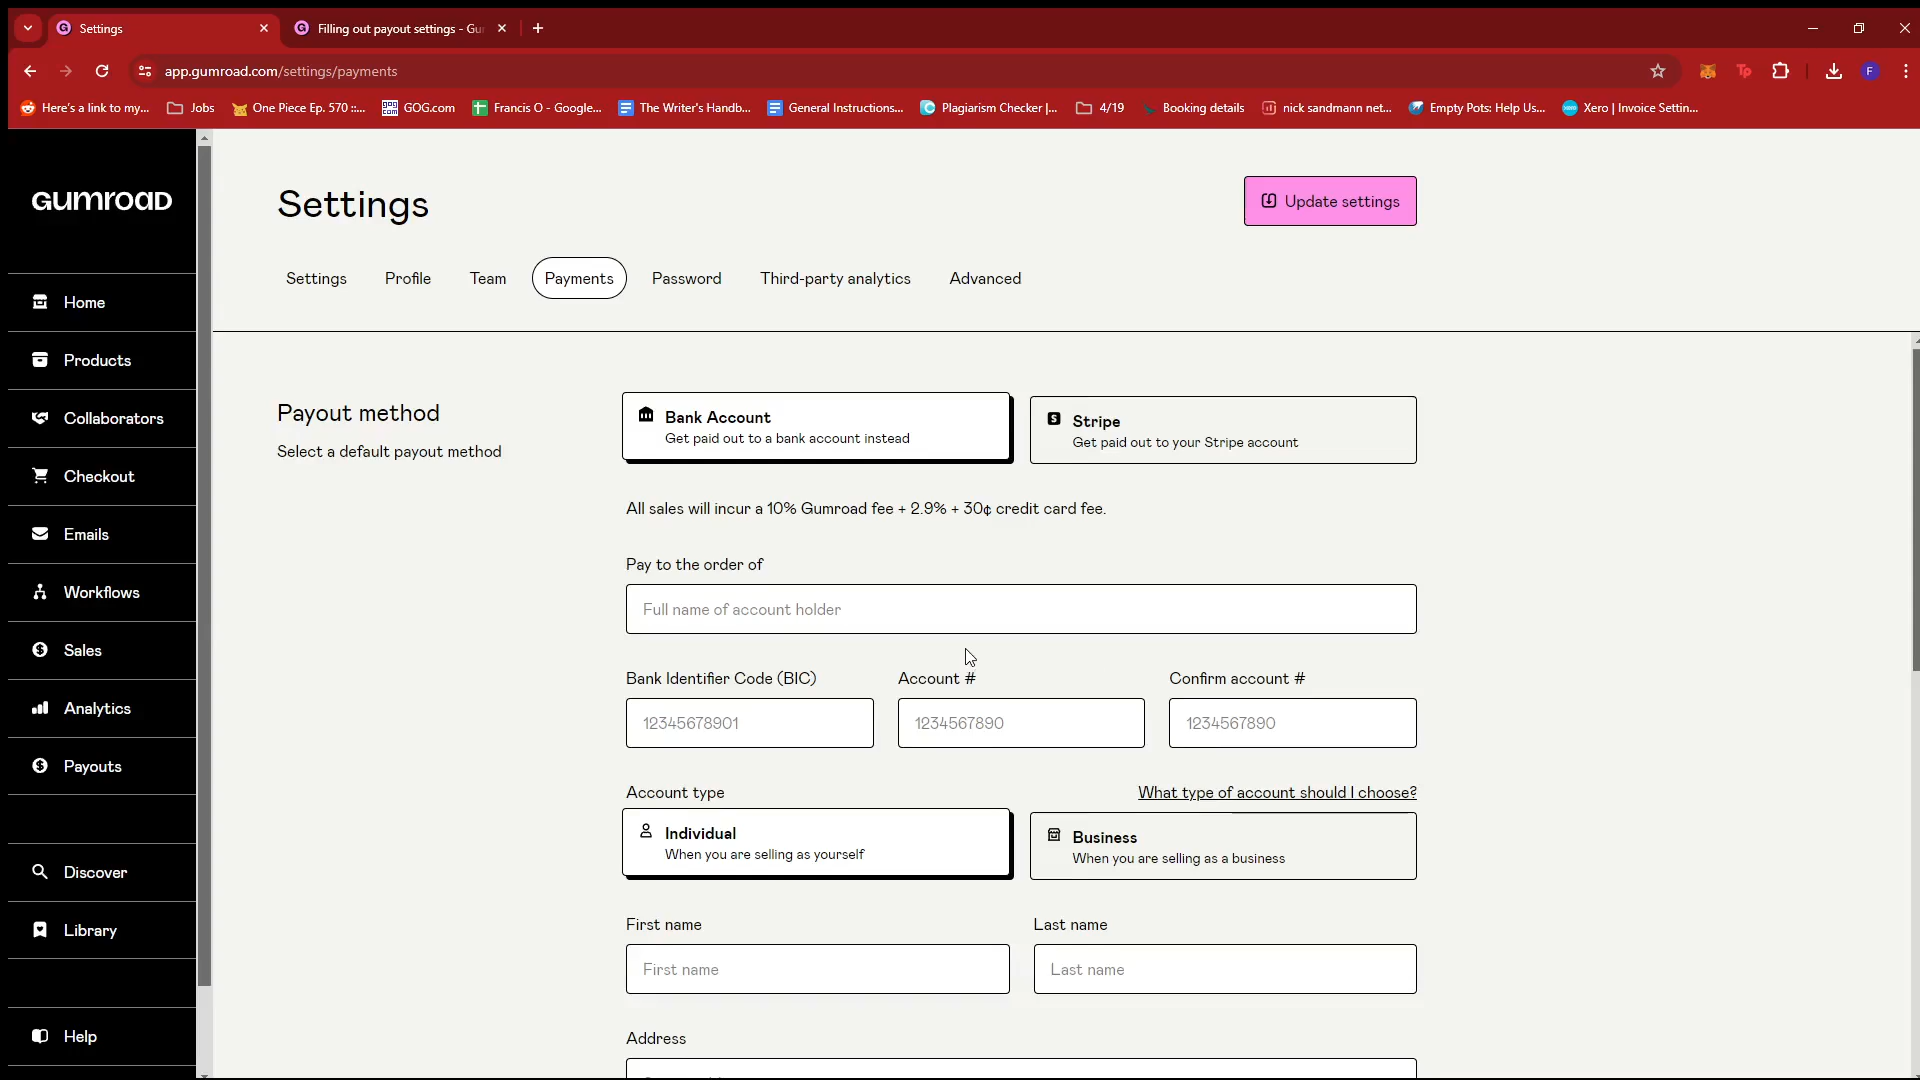 Settings
Filling out payout settings - Gu
app.gumroad.com/settings/payments
Here's a link to my...
Jobs
One Piece Ep. 570 ::...
GOG.com
Francis O - Google...
The Writer's Handb...
General Instructions...
Plagiarism Checker |...
4/19
Booking details
nick sandmann net...
Empty Pots: Help Us...
Xero | Invoice Settin...
GUMROAD
Home
Products
Collaborators
Checkout
Emails
Workflows
Sales
Analytics
Payouts
Discover
Library
Help
Settings
Update settings
Settings
Profile
Team
Payments
Password
Third-party analytics
Advanced
Payout method
Select a default payout method
Bank Account
Get paid out to a bank account instead
Stripe
Get paid out to your Stripe account
All sales will incur a 10% Gumroad fee + 2.9% + 30¢ credit card fee.
Pay to the order of
Full name of account holder
Bank Identifier Code (BIC)
Account #
Confirm account #
12345678901
1234567890
1234567890
Account type
What type of account should I choose?
Individual
When you are selling as yourself
Business
When you are selling as a business
First name
Last name
First name
Last name
Address